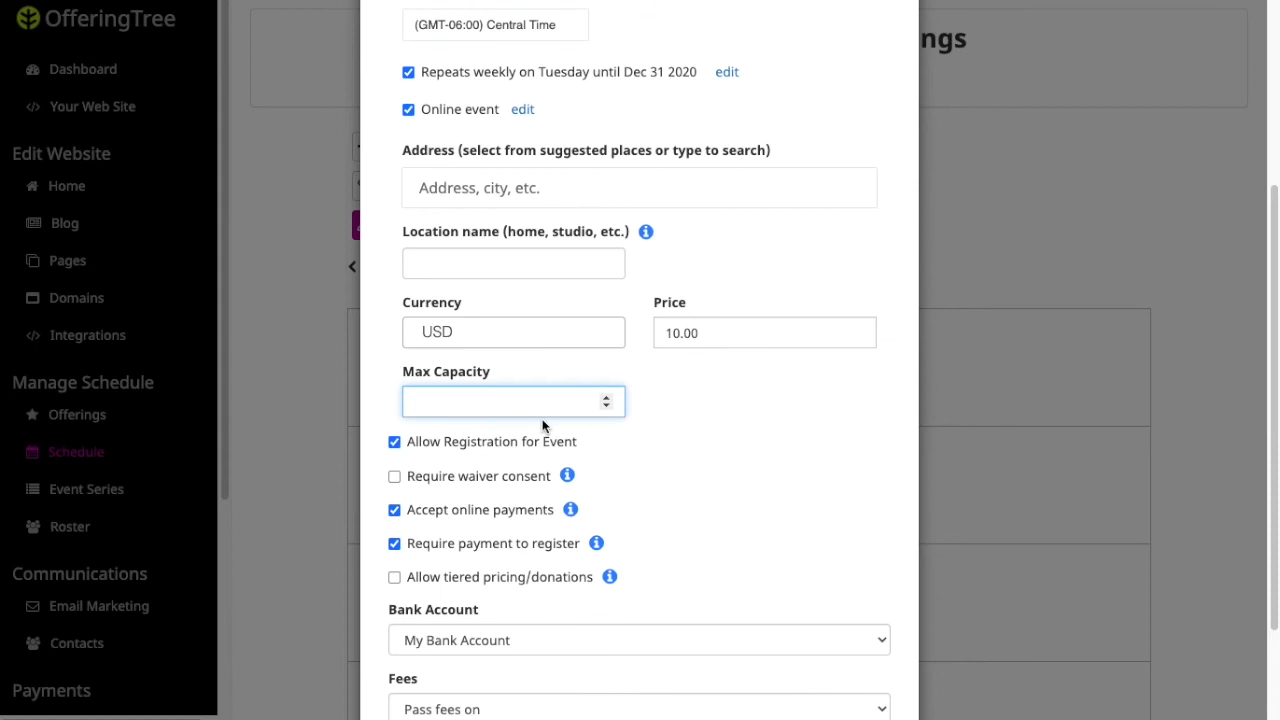 OfferingTree
Dashboard
Your Web Site
Edit Website
Home
Blog
Pages
Domains
Integrations
Manage Schedule
Offerings
Schedule
Event Series
Roster
Communications
Email Marketing
Contacts
Payments
ngs
(GMT-06:00) Central Time
Repeats weekly on Tuesday until Dec 31 2020 edit
Online event edit
Address (select from suggested places or type to search)
Address, city, etc.
Location name (home, studio, etc.)
Currency Price
USD 10.00
Max Capacity
Allow Registration for Event
Require waiver consent
Accept online payments
Require payment to register
Allow tiered pricing/donations
Bank Account
My Bank Account
Fees
Pass fees on